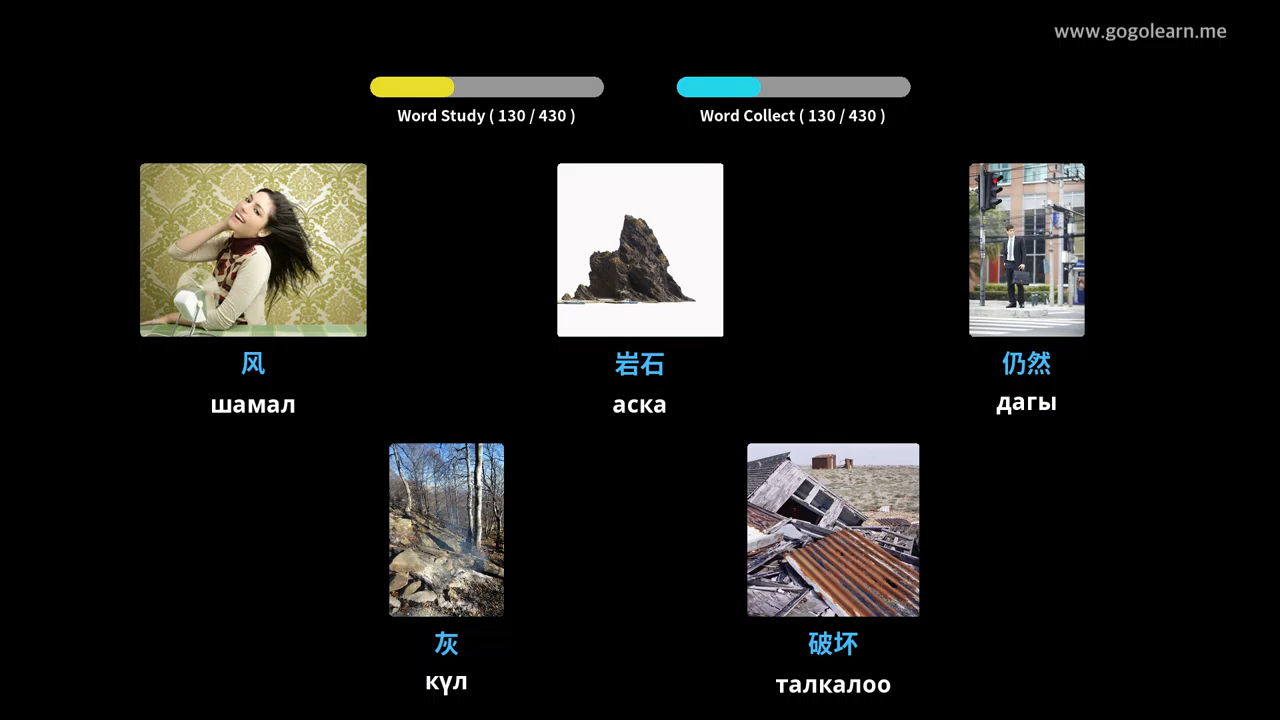 www.gogolearn.me
Word Study ( 130 / 430 )
Word Collect ( 130 / 430 )
风
шамал
岩石
аска
仍然
дагы
灰
күл
破坏
талкалоо